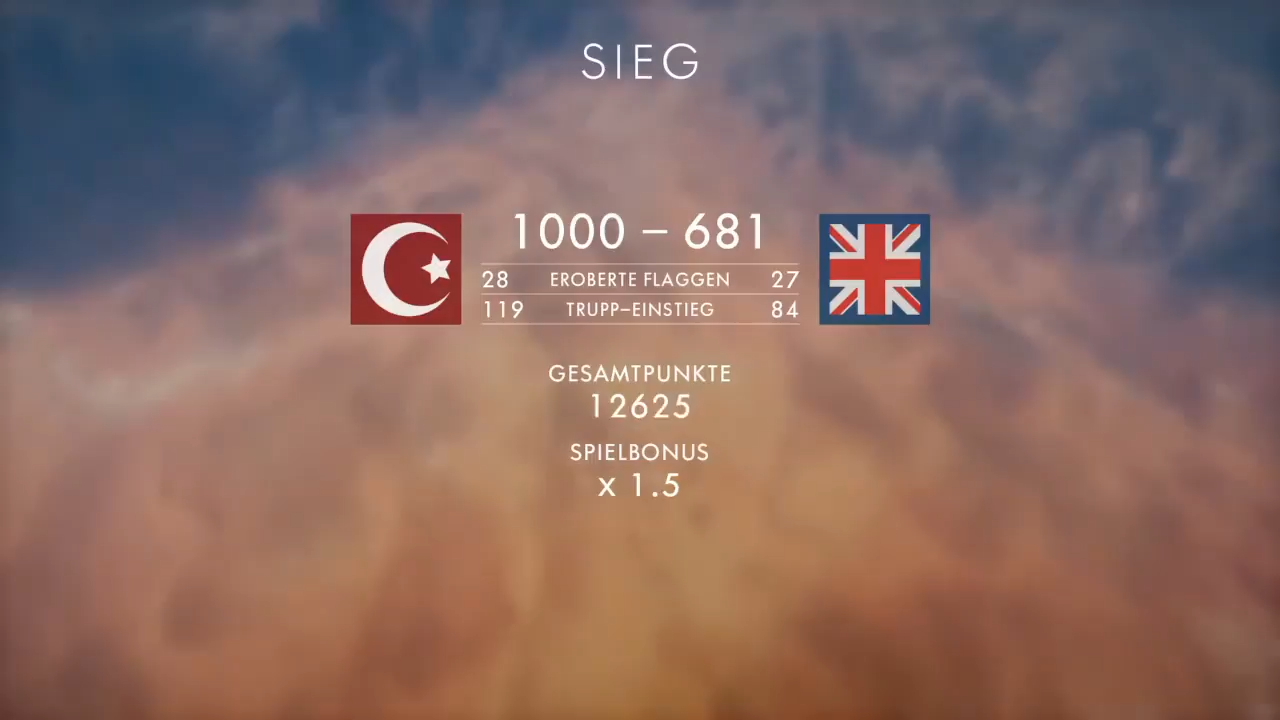 SIEG
1000 – 681
28 EROBERTE FLAGGEN 27
119 TRUPP–EINSTIEG 84
GESAMTPUNKTE
12625
SPIELBONUS
x 1.5